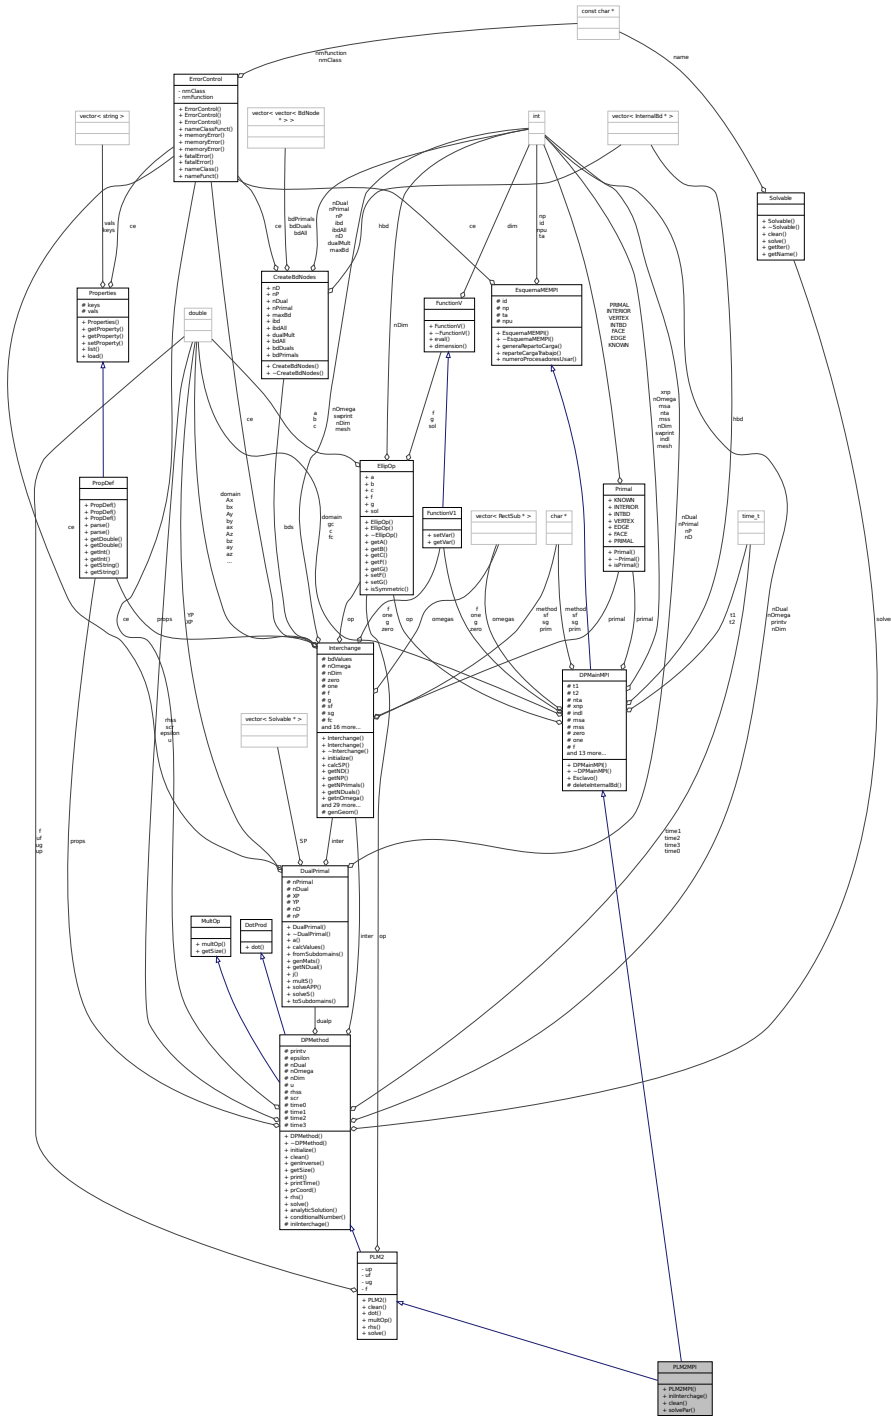 const char *
nmFunction
nmClass
name
ErrorControl
- nmClass
- nmFunction
+ ErrorControl()
+ ErrorControl()
+ ErrorControl()
+ nameClassFunct()
+ memoryError()
+ memoryError()
+ memoryError()
+ fatalError()
+ fatalError()
+ nameClass()
+ nameFunct()
vector< string >
vector< vector< BdNode
* > >
int
vector< InternalBd * >
Solvable
+ Solvable()
+ ~Solvable()
+ clean()
+ solve()
+ getIter()
+ getName()
vals
keys
ce
ce
bdPrimals
bdDuals
bdAll
nDual
nPrimal
nP
ibd
ibdAll
nD
dualMult
maxBd
hbd
ce
dim
np
id
npu
ta
Properties
# keys
# vals
+ Properties()
+ getProperty()
+ getProperty()
+ setProperty()
+ list()
+ load()
double
CreateBdNodes
+ nD
+ nP
+ nDual
+ nPrimal
+ maxBd
+ ibd
+ ibdAll
+ dualMult
+ bdAll
+ bdDuals
+ bdPrimals
+ CreateBdNodes()
+ ~CreateBdNodes()
FunctionV
+ FunctionV()
+ ~FunctionV()
+ eval()
+ dimension()
EsquemaMEMPI
# id
# np
# ta
# npu
+ EsquemaMEMPI()
+ ~EsquemaMEMPI()
+ generaRepartoCarga()
+ reparteCargaTrabajo()
+ numeroProcesadoresUsar()
nDim
PRIMAL
INTERIOR
VERTEX
INTBD
FACE
EDGE
KNOWN
ce
a
b
c
nOmega
swprint
nDim
mesh
f
g
sol
xnp
nOmega
msa
nta
mss
nDim
swprint
indl
mesh
hbd
PropDef
+ PropDef()
+ PropDef()
+ PropDef()
+ parse()
+ parse()
+ getDouble()
+ getDouble()
+ getInt()
+ getInt()
+ getString()
+ getString()
EllipOp
+ a
+ b
+ c
+ f
+ g
+ sol
+ EllipOp()
+ EllipOp()
+ ~EllipOp()
+ getA()
+ getB()
+ getC()
+ getF()
+ getG()
+ setF()
+ setG()
+ isSymmetric()
FunctionV1
+ setVar()
+ getVar()
vector< RectSub * >
char *
Primal
+ KNOWN
+ INTERIOR
+ INTBD
+ VERTEX
+ EDGE
+ FACE
+ PRIMAL
+ Primal()
+ ~Primal()
+ isPrimal()
time_t
ce
domain
Ax
bx
Ay
by
ax
Az
bz
ay
az
...
bds
domain
gc
c
fc
nDual
nPrimal
nP
nD
ce
props
YP
XP
op
f
one
g
zero
op
omegas
f
one
g
zero
omegas
method
sf
sg
prim
method
sf
sg
prim
primal
primal
t1
t2
nDual
nOmega
printv
nDim
solve
Interchange
# bdValues
# nOmega
# nDim
# zero
# one
# f
# g
# sf
# sg
# fc
and 16 more...
+ Interchange()
+ Interchange()
+ ~Interchange()
+ initialize()
+ calcSP()
+ getND()
+ getNP()
+ getNPrimals()
+ getNDuals()
+ getnOmega()
and 29 more...
# genGeom()
DPMainMPI
# t1
# t2
# nta
# xnp
# indl
# msa
# mss
# zero
# one
# f
and 13 more...
+ DPMainMPI()
+ ~DPMainMPI()
+ Esclavo()
# deleteInternalBd()
rhss
scr
epsilon
u
vector< Solvable * >
f
uf
ug
up
props
SP
inter
time1
time2
time3
time0
DualPrimal
# nPrimal
# nDual
# XP
# YP
# nD
# nP
+ DualPrimal()
+ ~DualPrimal()
+ a()
+ calcValues()
+ fromSubdomains()
+ genMats()
+ getNDual()
+ j()
+ multS()
+ solveAPP()
+ solveS()
+ toSubdomains()
MultOp
+ multOp()
+ getSize()
DotProd
+ dot()
inter
op
dualp
DPMethod
# printv
# epsilon
# nDual
# nOmega
# nDim
# u
# rhss
# scr
# time0
# time1
# time2
# time3
+ DPMethod()
+ ~DPMethod()
+ initialize()
+ clean()
+ genInverse()
+ getSize()
+ print()
+ printTime()
+ prCoord()
+ rhs()
+ solve()
+ analyticSolution()
+ conditionalNumber()
# iniInterchage()
PLM2
- up
- uf
- ug
- f
+ PLM2()
+ clean()
+ dot()
+ multOp()
+ rhs()
+ solve()
PLM2MPI
+ PLM2MPI()
+ iniInterchage()
+ clean()
+ solvePar()